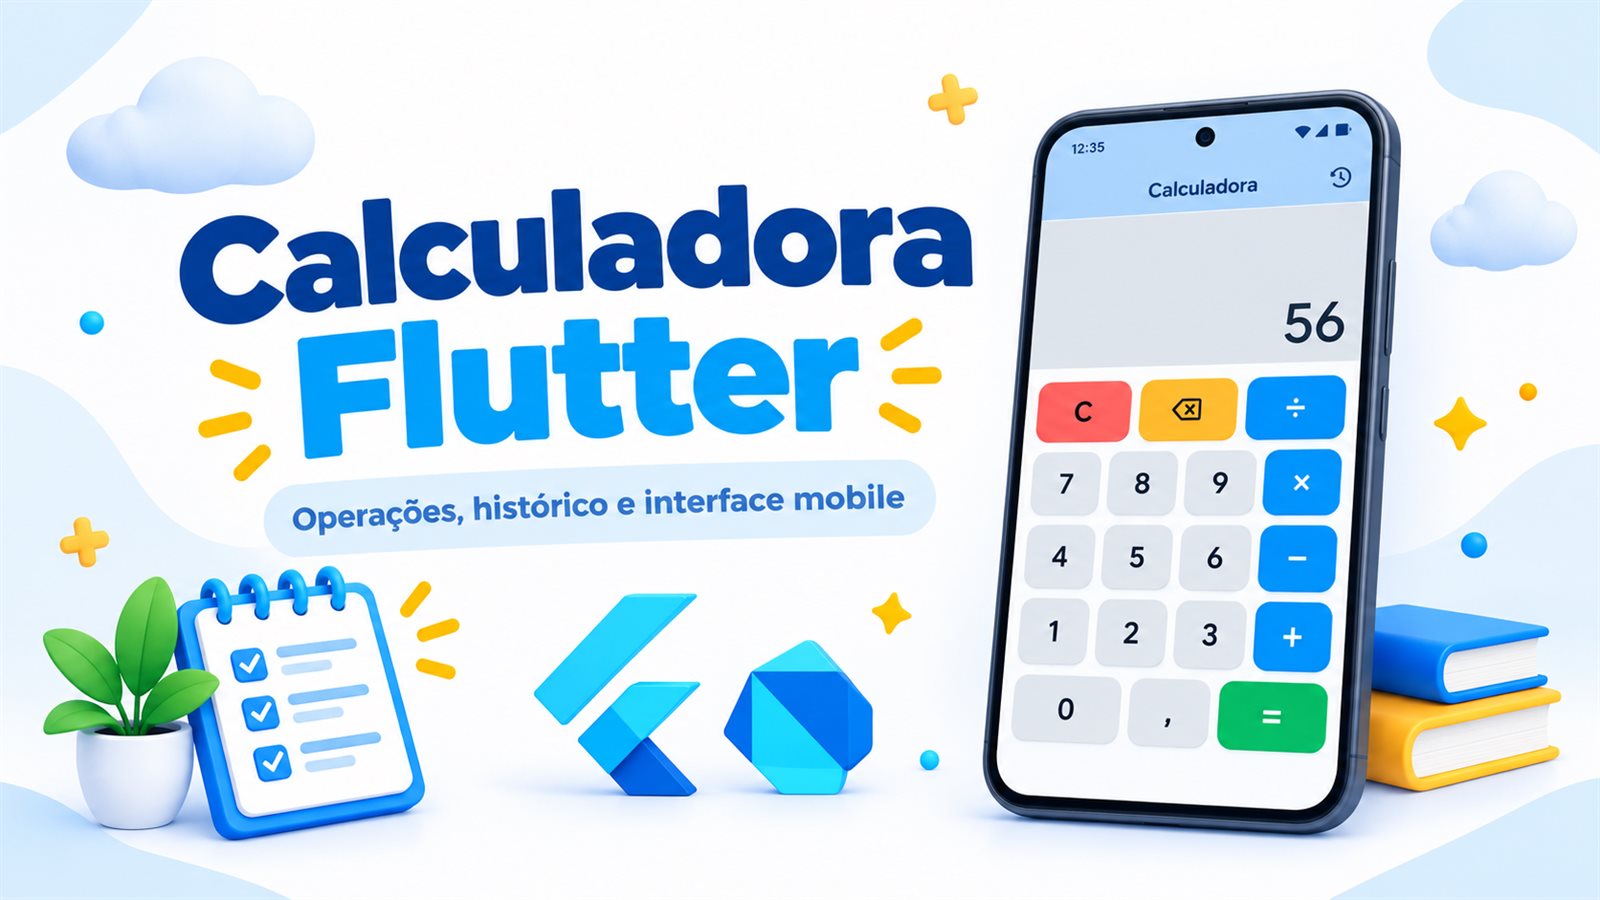 Calculadora
Flutter
Operações, histórico e interface mobile
12:35
Calculadora
56
C ÷
7 8 9 ×
4 5 6 −
1 2 3 +
0 , =